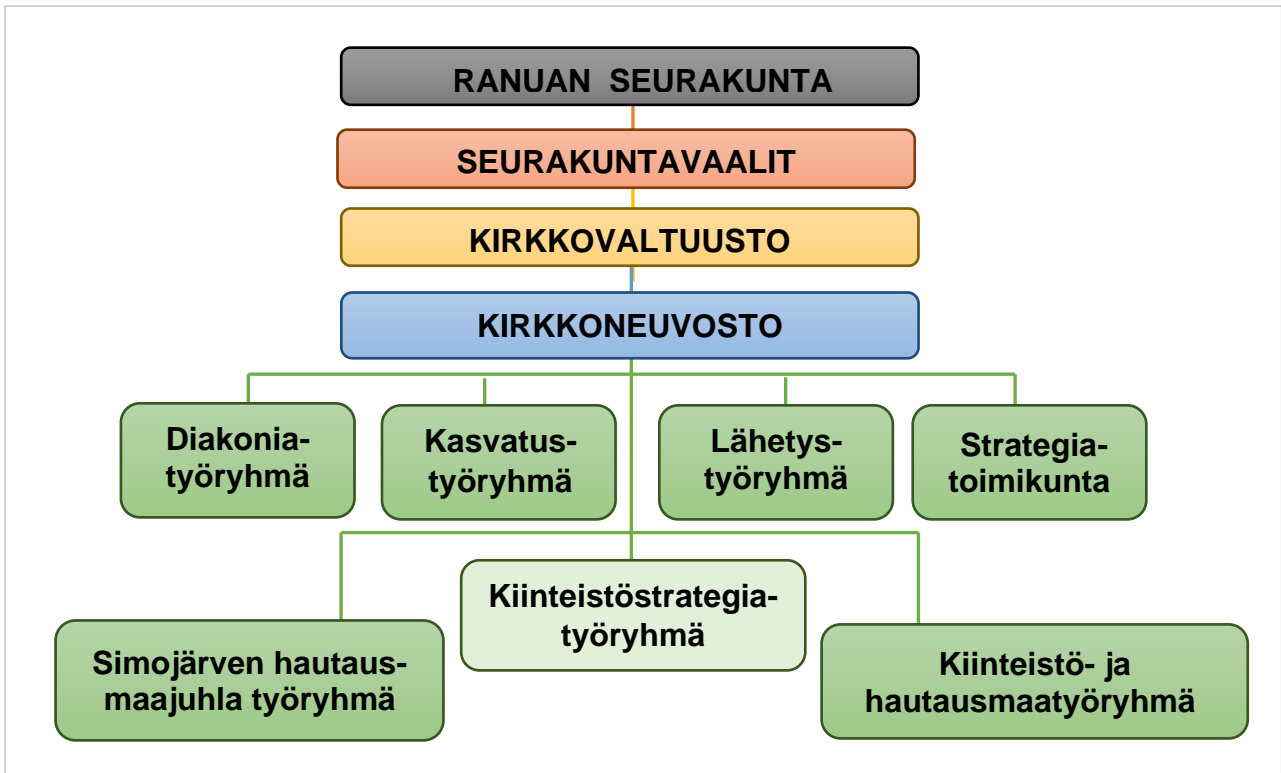 RANUAN SEURAKUNTA
SEURAKUNTAVAALIT
KIRKKOVALTUUSTO
KIRKKONEUVOSTO
Diakonia-
työryhmä
Kasvatus-
työryhmä
Lähetys-
työryhmä
Strategia-
toimikunta
Simojärven hautaus-
maajuhla työryhmä
Kiinteistöstrategia-
työryhmä
Kiinteistö- ja
hautausmaatyöryhmä